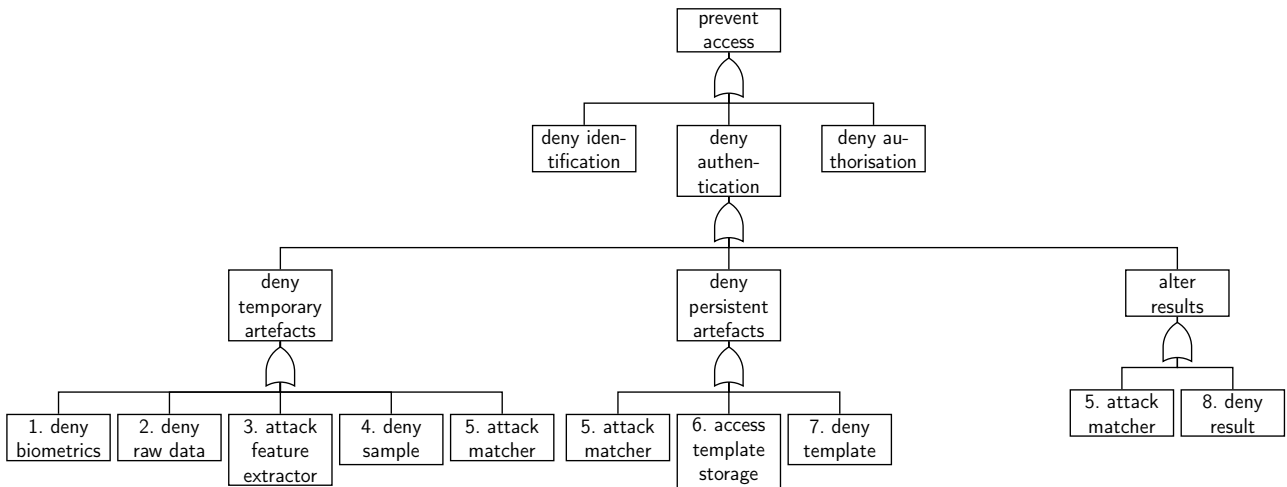 prevent
access
deny iden-
tification
deny
authen-
tication
deny au-
thorisation
deny
temporary
artefacts
deny
persistent
artefacts
alter
results
1. deny
biometrics
2. deny
raw data
3. attack
feature
extractor
4. deny
sample
5. attack
matcher
5. attack
matcher
6. access
template
storage
7. deny
template
5. attack
matcher
8. deny
result